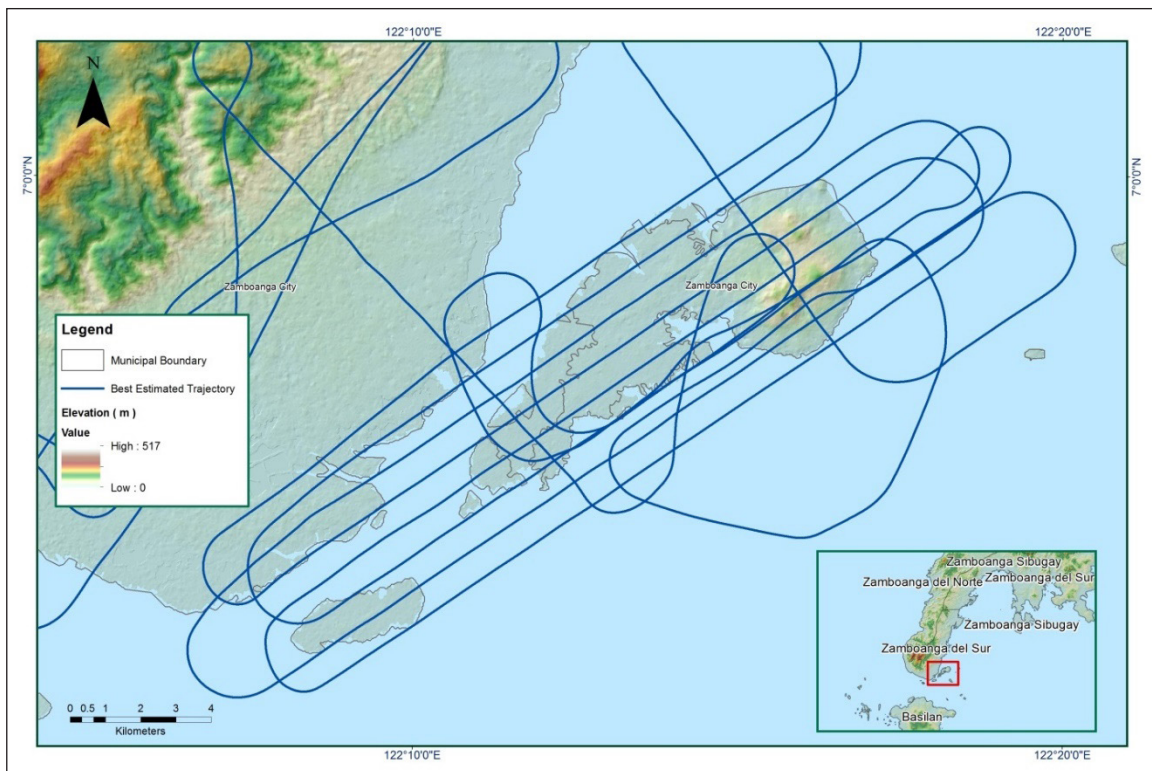 122°10'0"E
122°20'0"E
N
7°0'0"N
7°0'0"N
Zamboanga City
Zamboanga City
Legend
Municipal Boundary
Best Estimated Trajectory
Elevation ( m )
Value
High : 517
Low : 0
Zamboanga Sibugay
Zamboanga del Norte
Zamboanga del Sur
Zamboanga Sibugay
Zamboanga del Sur
Basilan
0 0.5 1 2 3 4
Kilometers
122°10'0"E
122°20'0"E